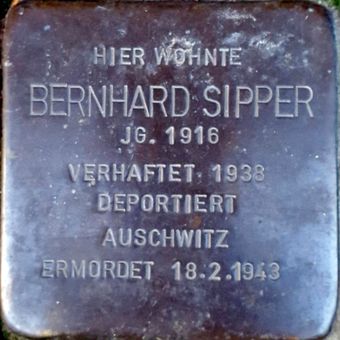 HIER WOHNTE
BERNHARD SIPPER
JG. 1916
VERHAFTET 1938
DEPORTIERT
AUSCHWITZ
ERMORDET 18.2.1943